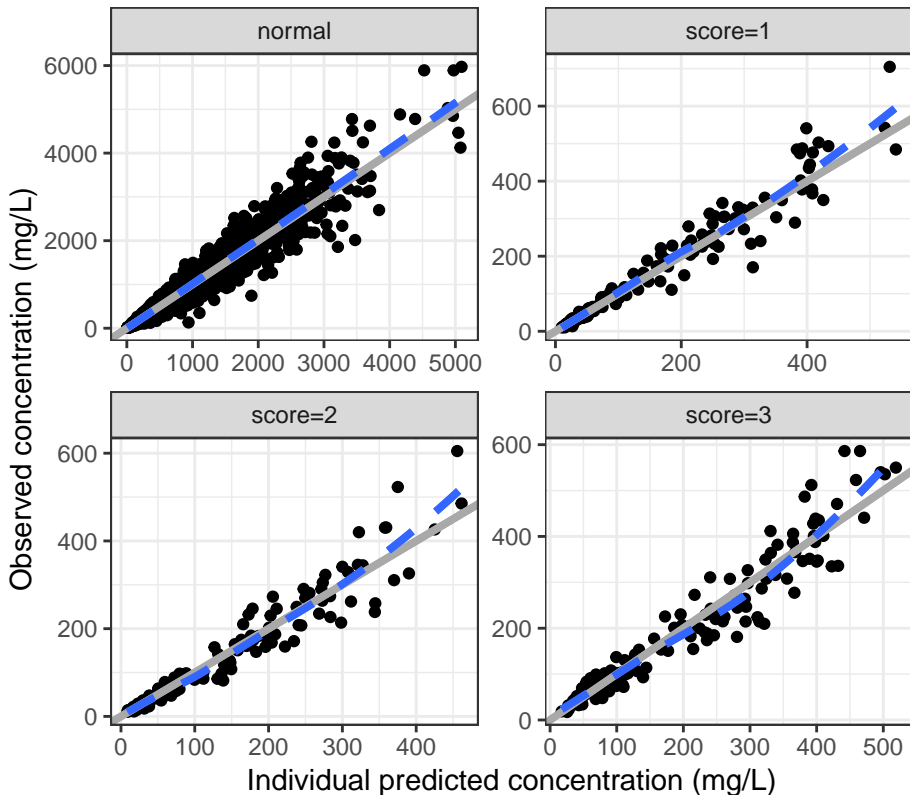 normal
score=1
6000
4000
2000
0
0 1000 2000 3000 4000 5000
600
400
200
0
0 200 400
score=2
score=3
600
400
200
0
0 100 200 300 400
600
400
200
0
0 100 200 300 400 500
Observed concentration (mg/L)
Individual predicted concentration (mg/L)